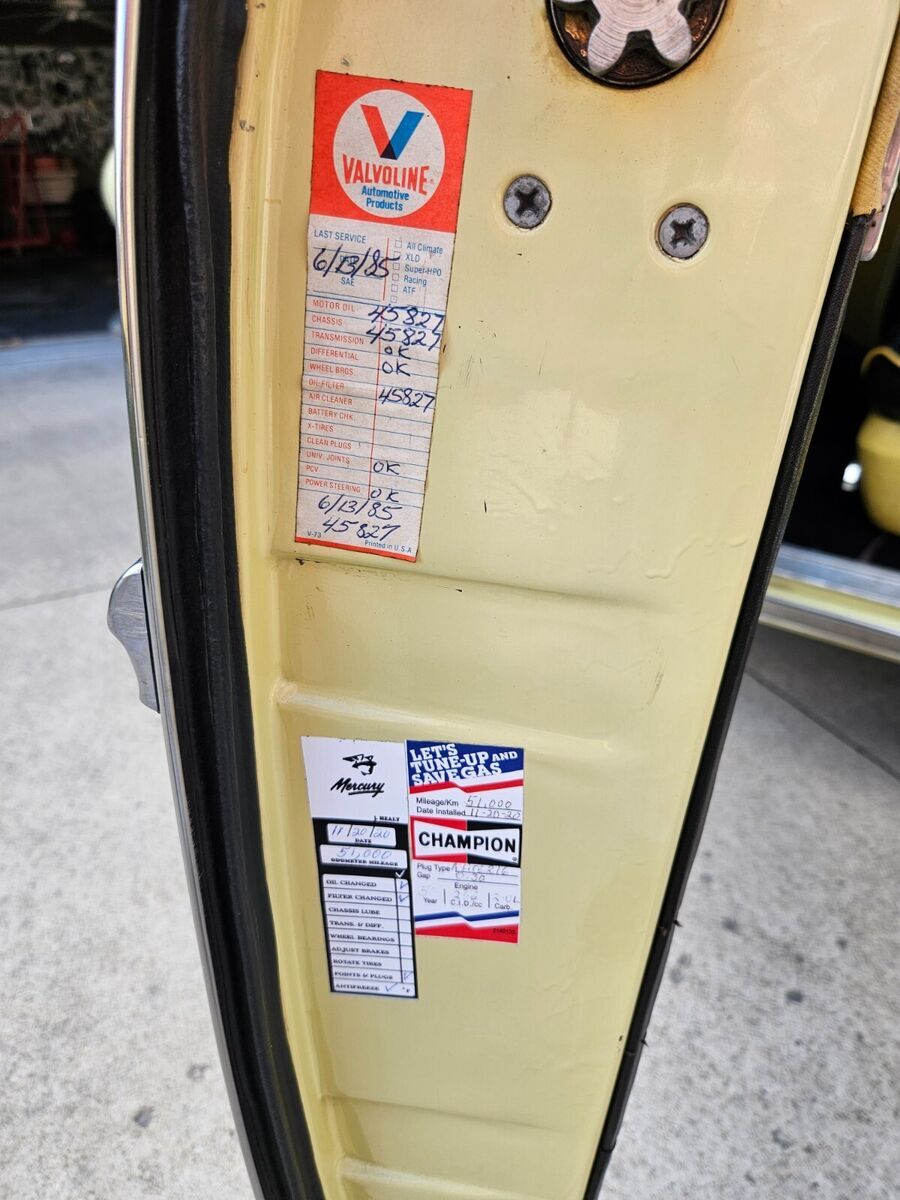 VALVOLINE
Automotive
Products
LAST SERVICE
6/13/85
SAE
All Climate
XLD
Super-HPO
Racing
ATF
MOTOR OIL 45827
CHASSIS 45827
TRANSMISSION OK
DIFFERENTIAL OK
WHEEL BRGS.
OIL FILTER 45827
AIR CLEANER
BATTERY CHK.
X-TIRES
CLEAN PLUGS
UNIV. JOINTS OK
PCV
POWER STEERING OK
6/13/85
45827
V-73 Printed in U.S.A
Mercury
J. HEALY
11/20/20
DATE
51,000
ODOMETER MILEAGE
OIL CHANGED ✓
FILTER CHANGED ✓
CHASSIS LUBE
TRANS. & DIFF.
WHEEL BEARINGS
ADJUST BRAKES
ROTATE TIRES
POINTS & PLUGS ✓
ANTIFREEZE ✓ °F
LET'S
TUNE-UP AND
SAVE GAS
Mileage/Km 51,000
Date Installed 11-20-20
CHAMPION
Plug Type
Gap
Engine
Year C.I.D./cc Carb.